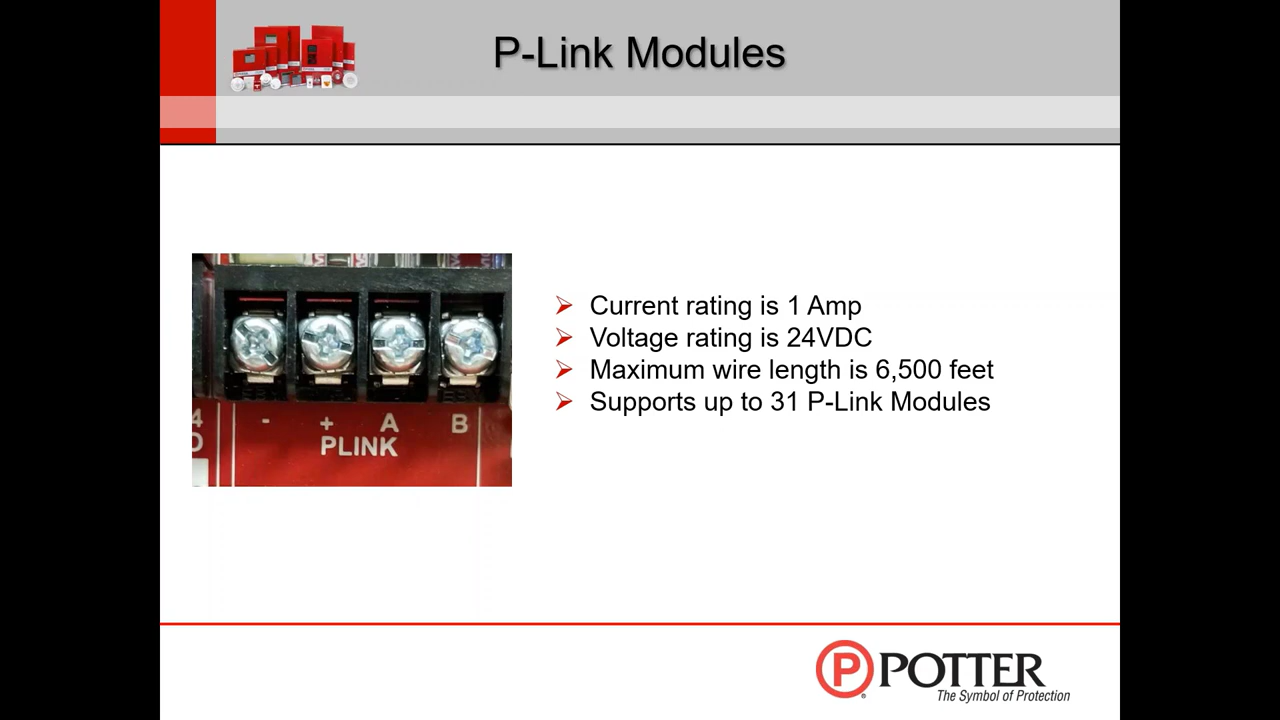 P-Link Modules
Current rating is 1 Amp
Voltage rating is 24VDC
Maximum wire length is 6,500 feet
Supports up to 31 P-Link Modules
4 - + A B
PLINK
P POTTER
The Symbol of Protection